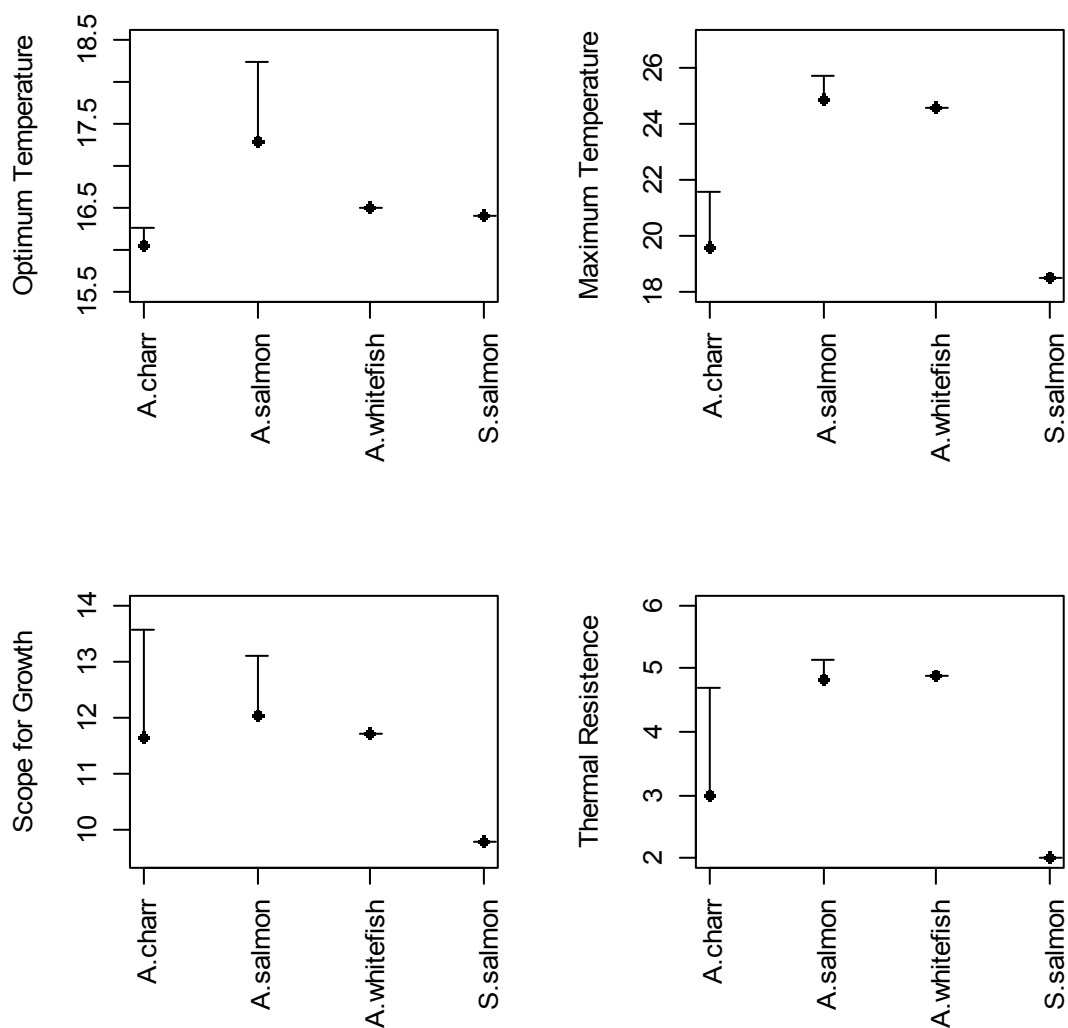 Optimum Temperature
18.5
17.5
16.5
15.5
A.charr
A.salmon
A.whitefish
S.salmon
Maximum Temperature
26
24
22
20
18
A.charr
A.salmon
A.whitefish
S.salmon
Scope for Growth
14
13
12
11
10
A.charr
A.salmon
A.whitefish
S.salmon
Thermal Resistence
6
5
4
3
2
A.charr
A.salmon
A.whitefish
S.salmon